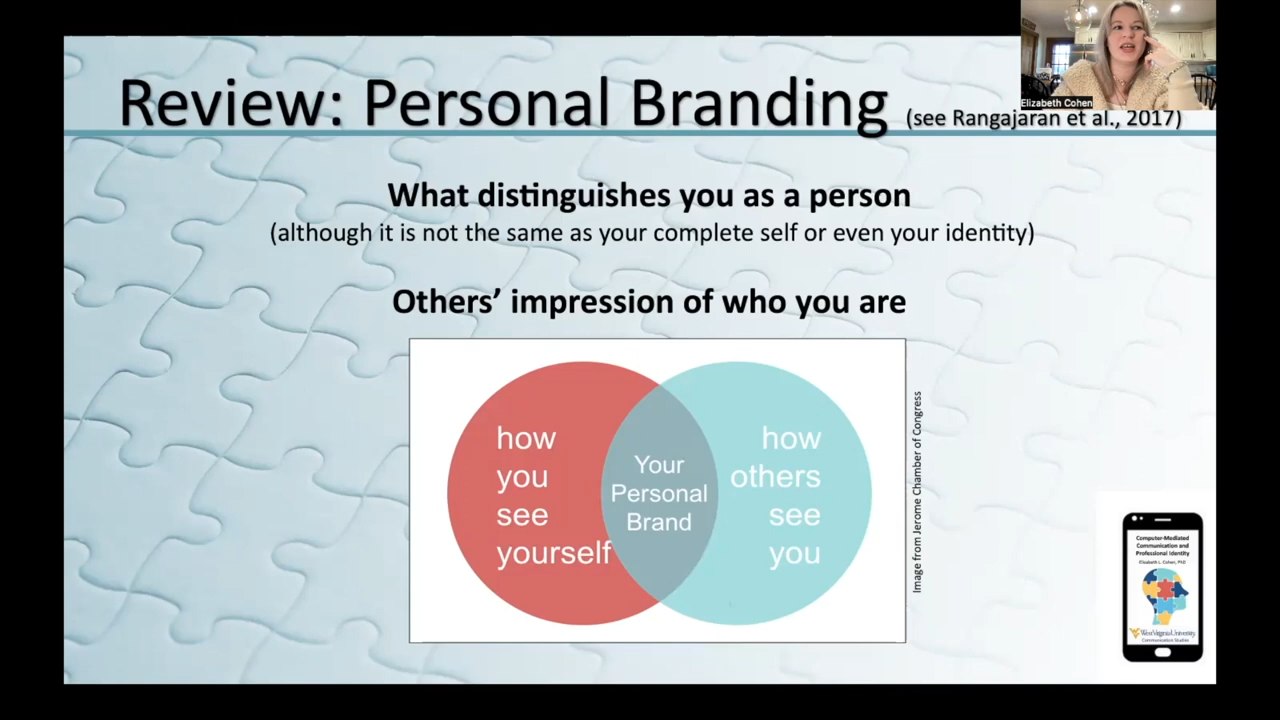 Review: Personal Branding (see Rangajaran et al., 2017)
Elizabeth Cohen
What distinguishes you as a person
(although it is not the same as your complete self or even your identity)
Others' impression of who you are
how
you
see
yourself
Your
Personal
Brand
how
others
see
you
Image from Jerome Chamber of Congress
Computer-Mediated
Communication and
Professional Identity
Elizabeth L. Cohen, PhD
WestVirginiaUniversity
Communication Studies